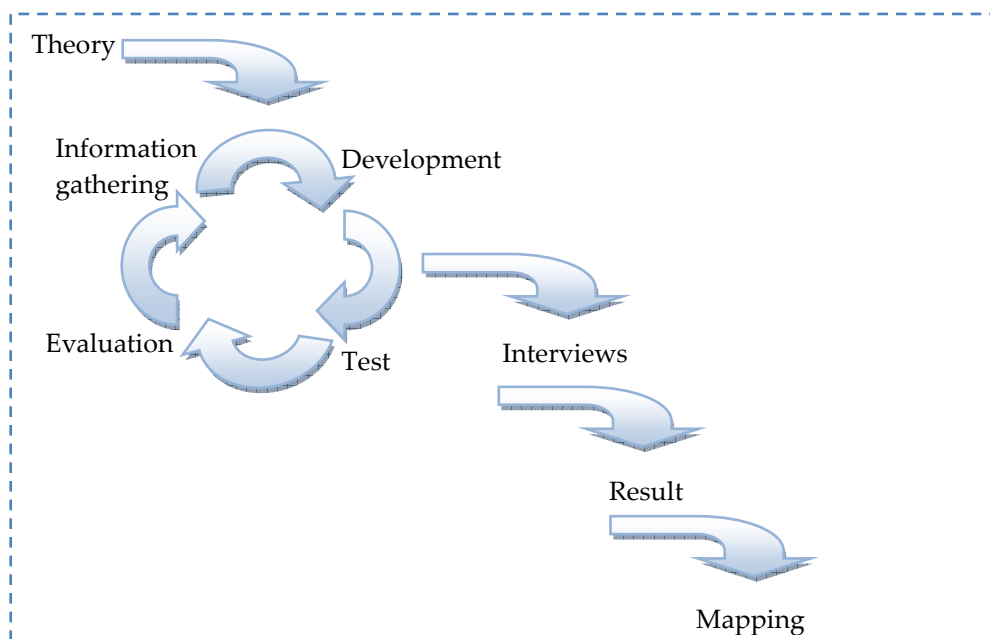 Theory
Information
gathering
Development
Evaluation
Test
Interviews
Result
Mapping